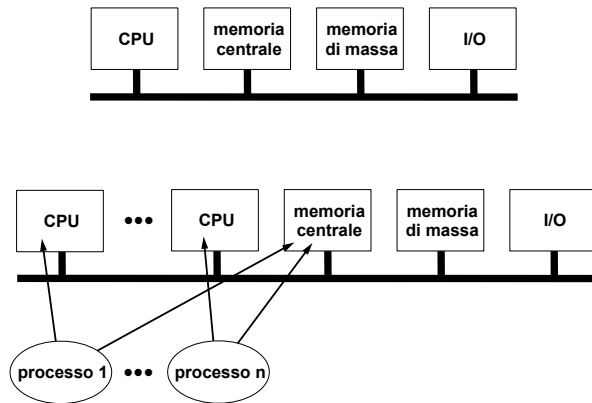 CPU
memoria
centrale
memoria
di massa
I/O
CPU
•••
CPU
memoria
centrale
memoria
di massa
I/O
processo 1
•••
processo n